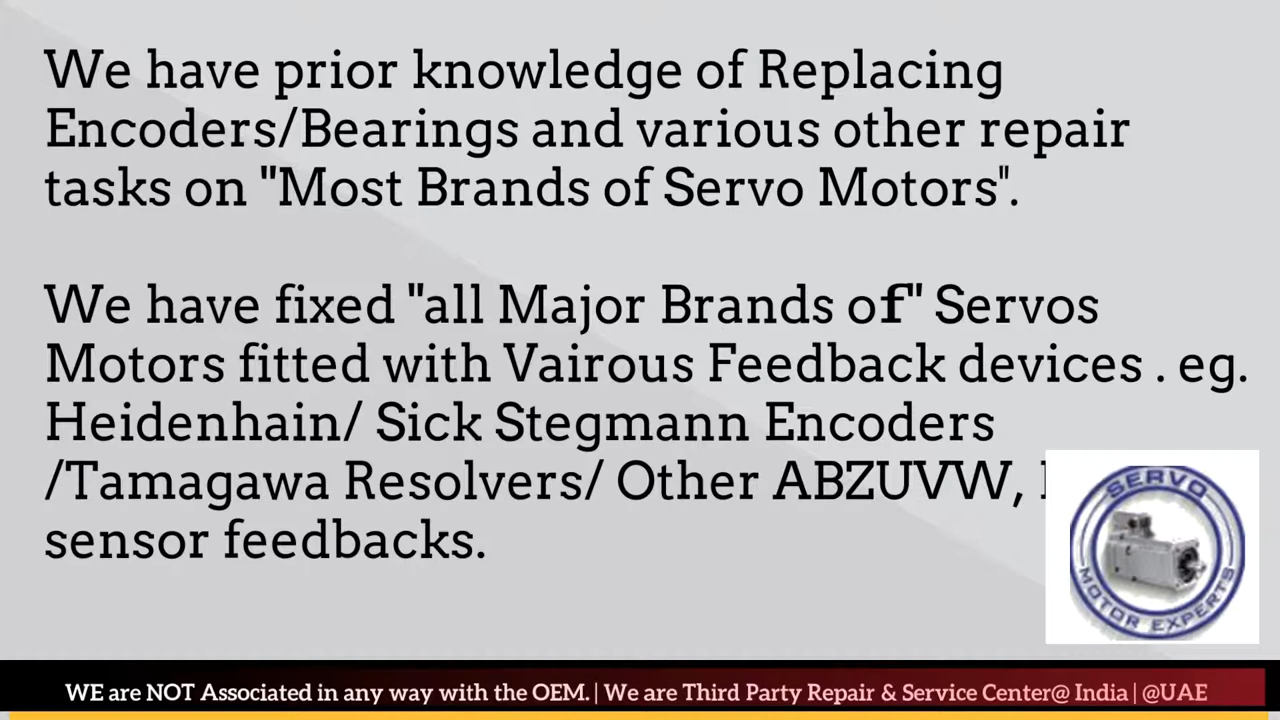 We have prior knowledge of Replacing
Encoders/Bearings and various other repair
tasks on "Most Brands of Servo Motors".
We have fixed "all Major Brands of" Servos
Motors fitted with Vairous Feedback devices . eg.
Heidenhain/ Sick Stegmann Encoders
/Tamagawa Resolvers/ Other ABZUVW,
sensor feedbacks.
SERVO
MOTOR EXPERTS
WE are NOT Associated in any way with the OEM. | We are Third Party Repair & Service Center@ India | @UAE